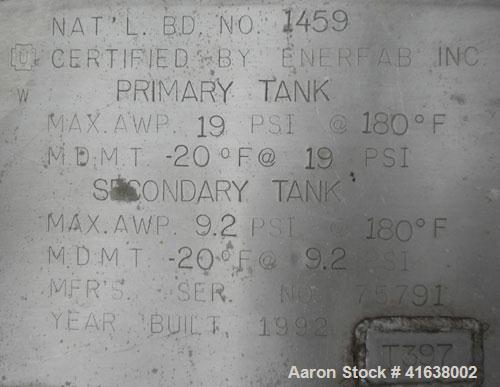 NAT'L. BD. NO. 1459
U CERTIFIED BY ENERFAB INC.
W PRIMARY TANK
MAX. AWP. 19 PSI @ 180°F
M.D.M.T. -20°F@ 19 PSI
SECONDARY TANK
MAX. AWP. 9.2 PSI @ 180°F
M.D.M.T. -20°F@ 9.2 PSI
MFR'S. SER. NO. 75791
YEAR BUILT 1992
T397
Aaron Stock # 41638002